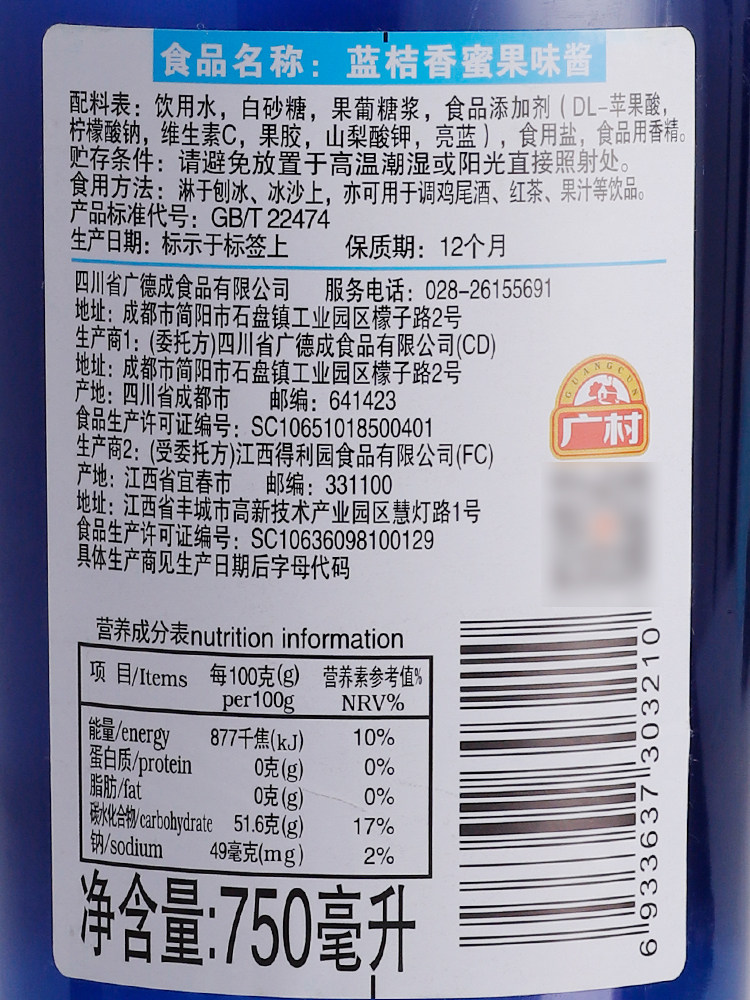 食品名称：蓝桔香蜜果味酱
配料表：饮用水，白砂糖，果葡糖浆，食品添加剂（DL-苹果酸，
柠檬酸钠，维生素C，果胶，山梨酸钾，亮蓝），食用盐，食品用香精。
贮存条件：请避免放置于高温潮湿或阳光直接照射处。
食用方法：淋于刨冰、冰沙上，亦可用于调鸡尾酒、红茶、果汁等饮品。
产品标准代号：GB/T 22474
生产日期：标示于标签上 保质期：12个月
四川省广德成食品有限公司 服务电话：028-26155691
地址：成都市简阳市石盘镇工业园区檬子路2号
生产商1：(委托方)四川省广德成食品有限公司(CD)
地址：成都市简阳市石盘镇工业园区檬子路2号
产地：四川省成都市 邮编：641423
食品生产许可证编号：SC10651018500401
生产商2：(受委托方)江西得利园食品有限公司(FC)
产地：江西省宜春市 邮编：331100
地址：江西省丰城市高新技术产业园区慧灯路1号
食品生产许可证编号：SC10636098100129
具体生产商见生产日期后字母代码
GUANGCUN
广村
营养成分表nutrition information
项 目/Items 每100克(g) 营养素参考值%
per100g NRV%
能量/energy 877千焦(kJ) 10%
蛋白质/protein 0克(g) 0%
脂肪/fat 0克(g) 0%
碳水化合物/carbohydrate 51.6克(g) 17%
钠/sodium 49毫克(mg) 2%
净含量:750毫升
6 933637 303210